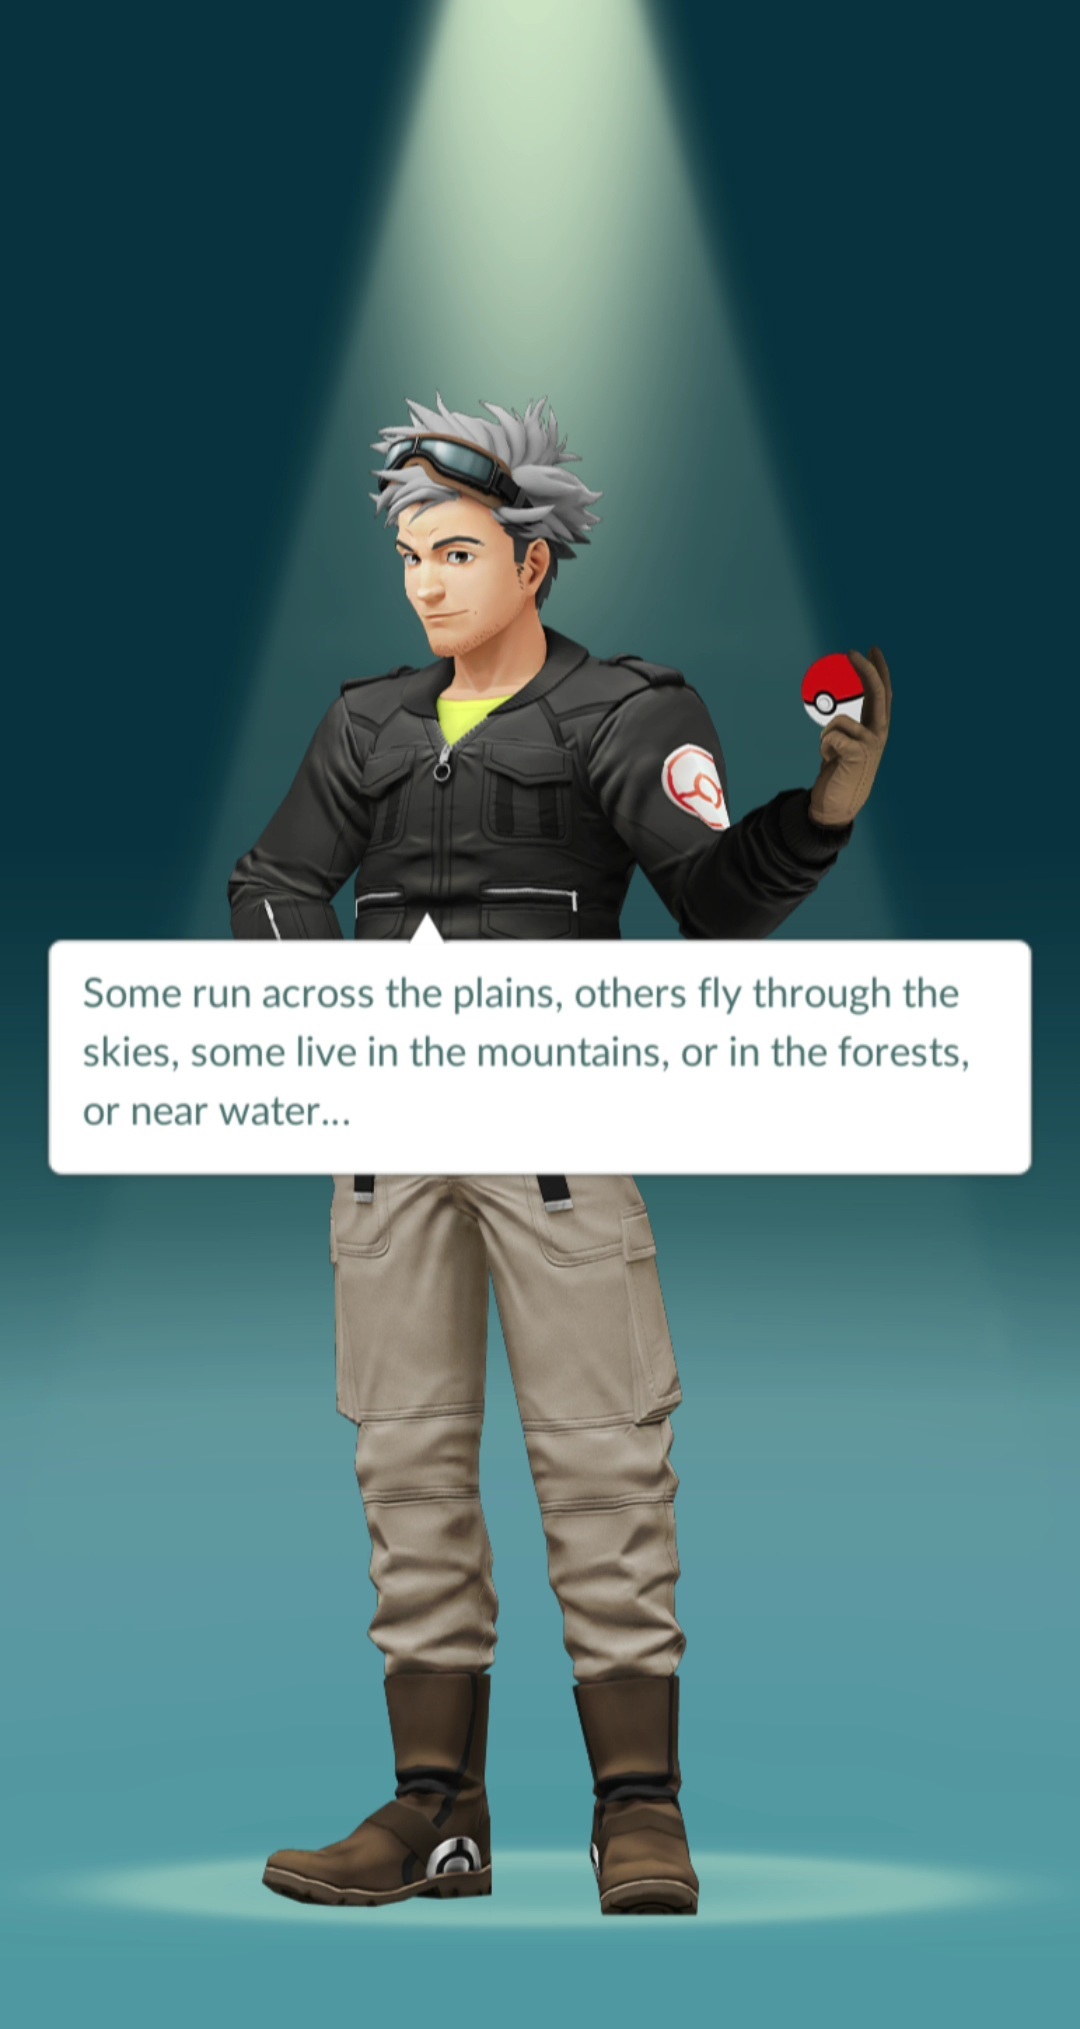 Some run across the plains, others fly through the
skies, some live in the mountains, or in the forests,
or near water...